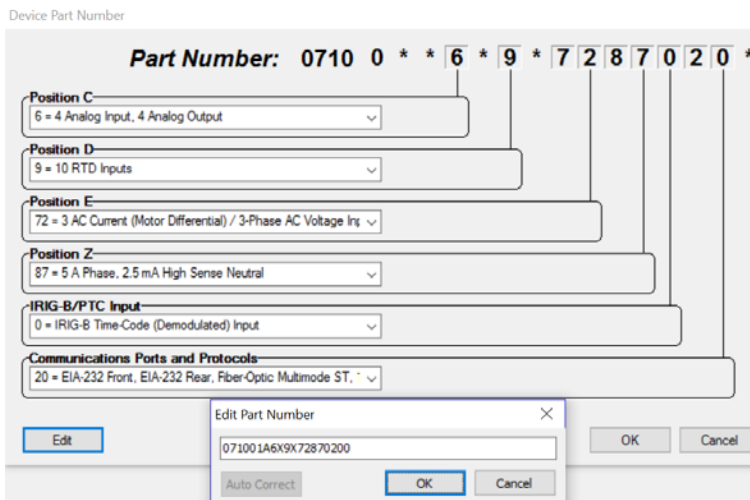 Device Part Number
Part Number: 0710 0 * * 6 * 9 * 7 2 8 7 0 2 0 *
Position C
6 = 4 Analog Input, 4 Analog Output
Position D
9 = 10 RTD Inputs
Position E
72 = 3 AC Current (Motor Differential) / 3-Phase AC Voltage Inp
Position Z
87 = 5 A Phase, 2.5 mA High Sense Neutral
IRIG-B/PTC Input
0 = IRIG-B Time-Code (Demodulated) Input
Communications Ports and Protocols
20 = EIA-232 Front, EIA-232 Rear, Fiber-Optic Multimode ST,
Edit Part Number
071001A6X9X72870200
Edit
OK
Cancel
Auto Correct
OK
Cancel